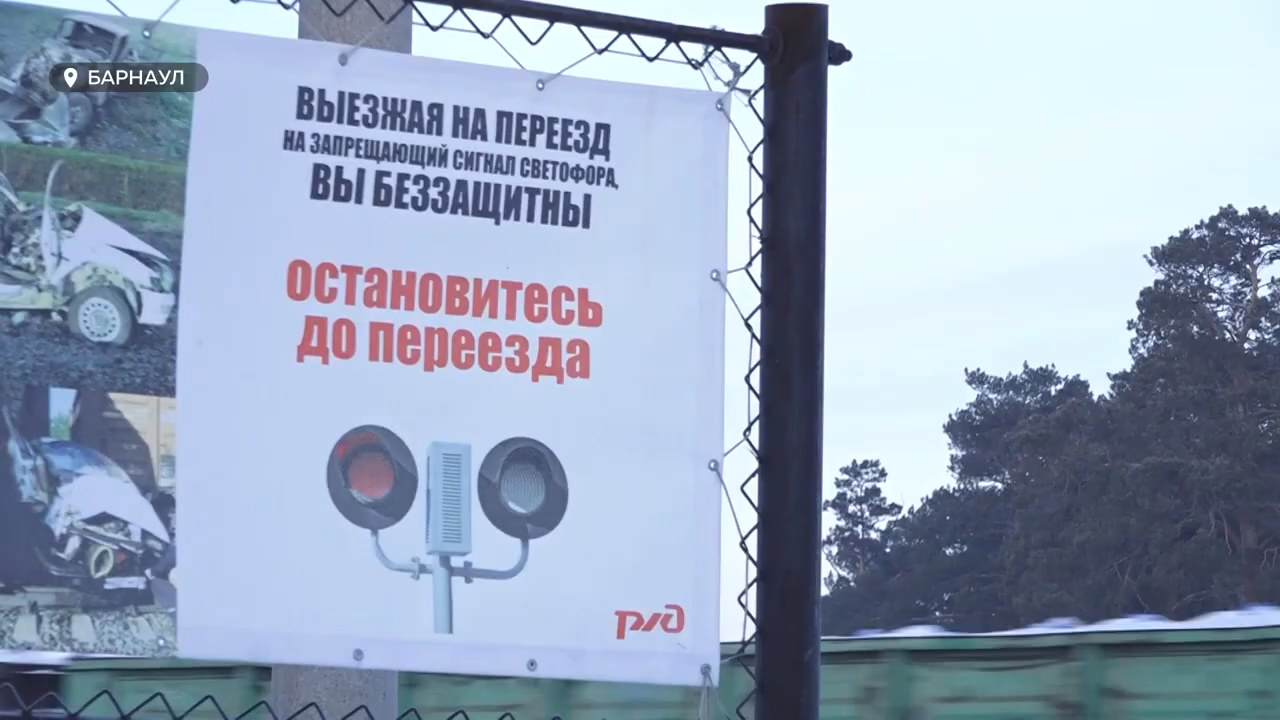 БАРНАУЛ
ВЫЕЗЖАЯ НА ПЕРЕЕЗД
НА ЗАПРЕЩАЮЩИЙ СИГНАЛ СВЕТОФОРА,
ВЫ БЕЗЗАЩИТНЫ
ОСТАНОВИТЕСЬ
ДО ПЕРЕЕЗДА
РЖД